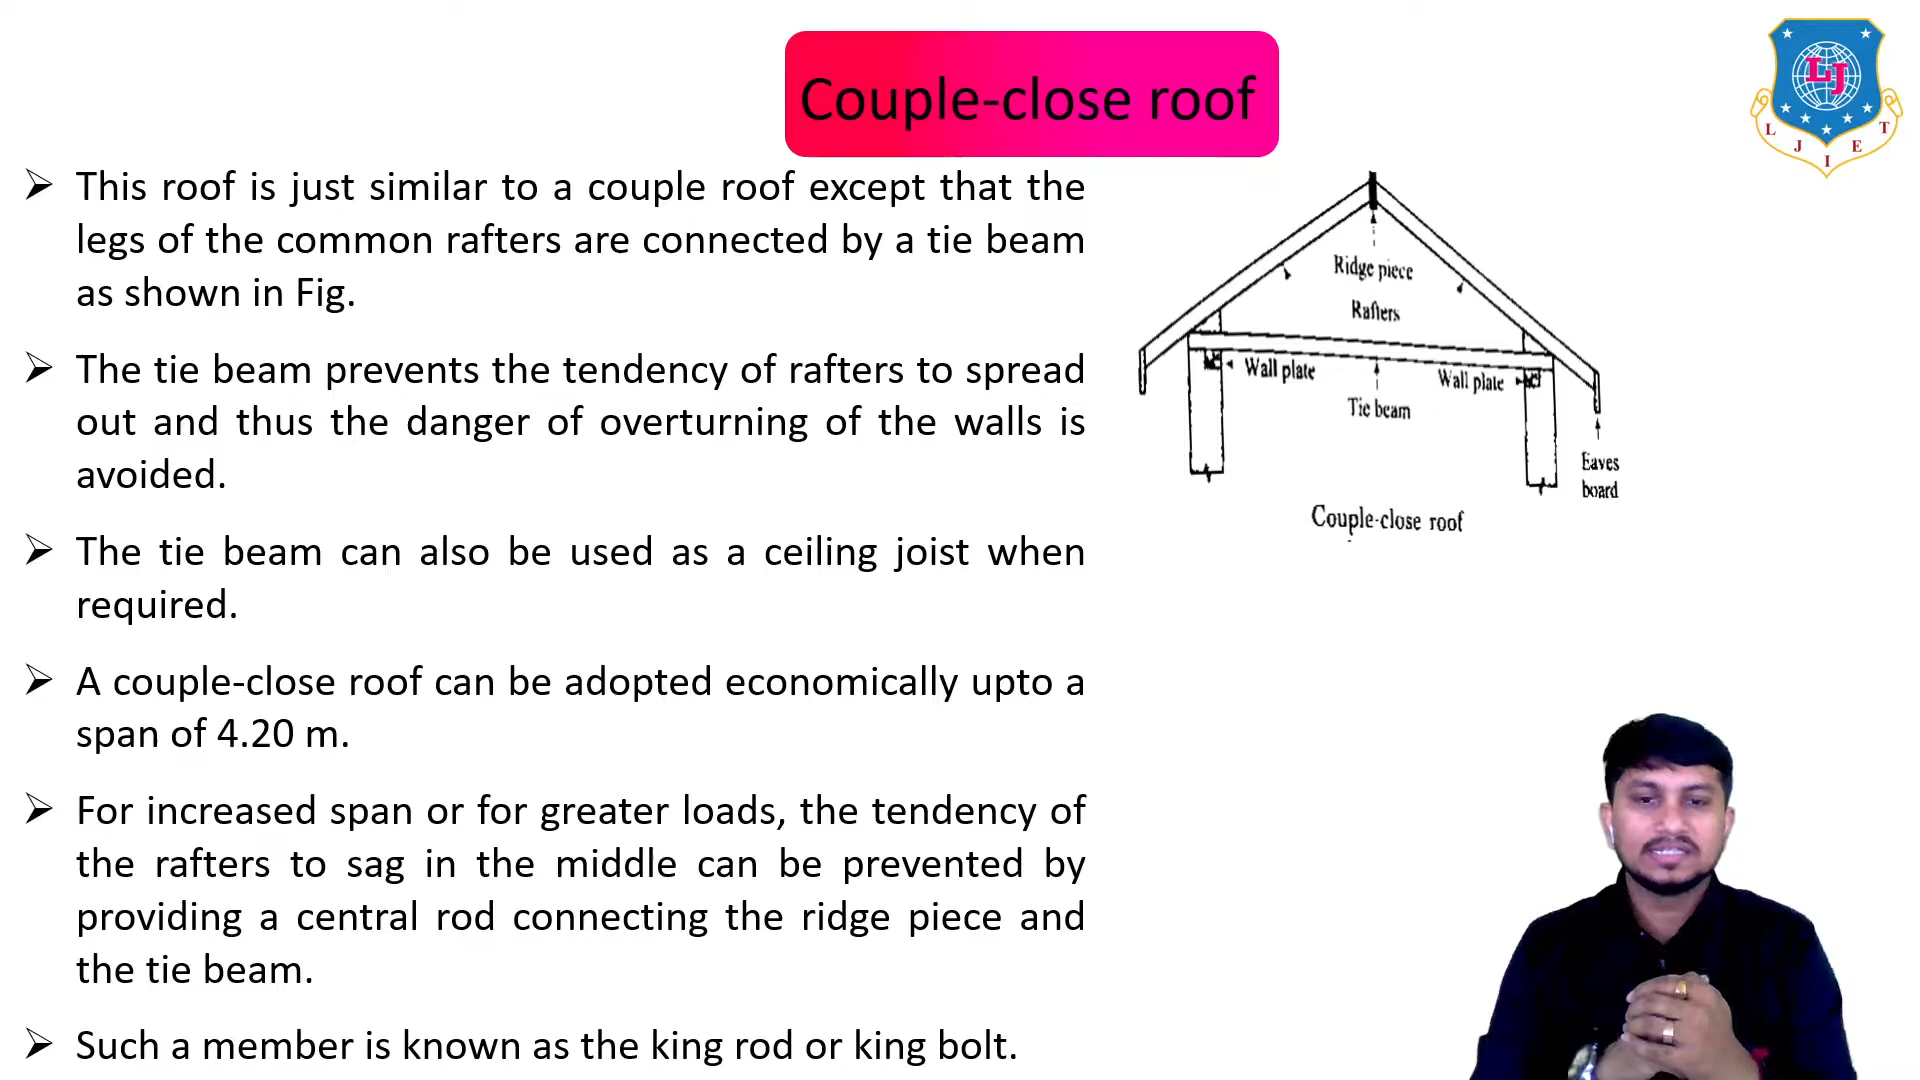 Couple-close roof
LJ
L J I E T
➢ This roof is just similar to a couple roof except that the
legs of the common rafters are connected by a tie beam
as shown in Fig.
➢ The tie beam prevents the tendency of rafters to spread
out and thus the danger of overturning of the walls is
avoided.
➢ The tie beam can also be used as a ceiling joist when
required.
➢ A couple-close roof can be adopted economically upto a
span of 4.20 m.
➢ For increased span or for greater loads, the tendency of
the rafters to sag in the middle can be prevented by
providing a central rod connecting the ridge piece and
the tie beam.
➢ Such a member is known as the king rod or king bolt.
Ridge piece
Rafters
Wall plate
Wall plate
Tie beam
Eaves
board
Couple-close roof